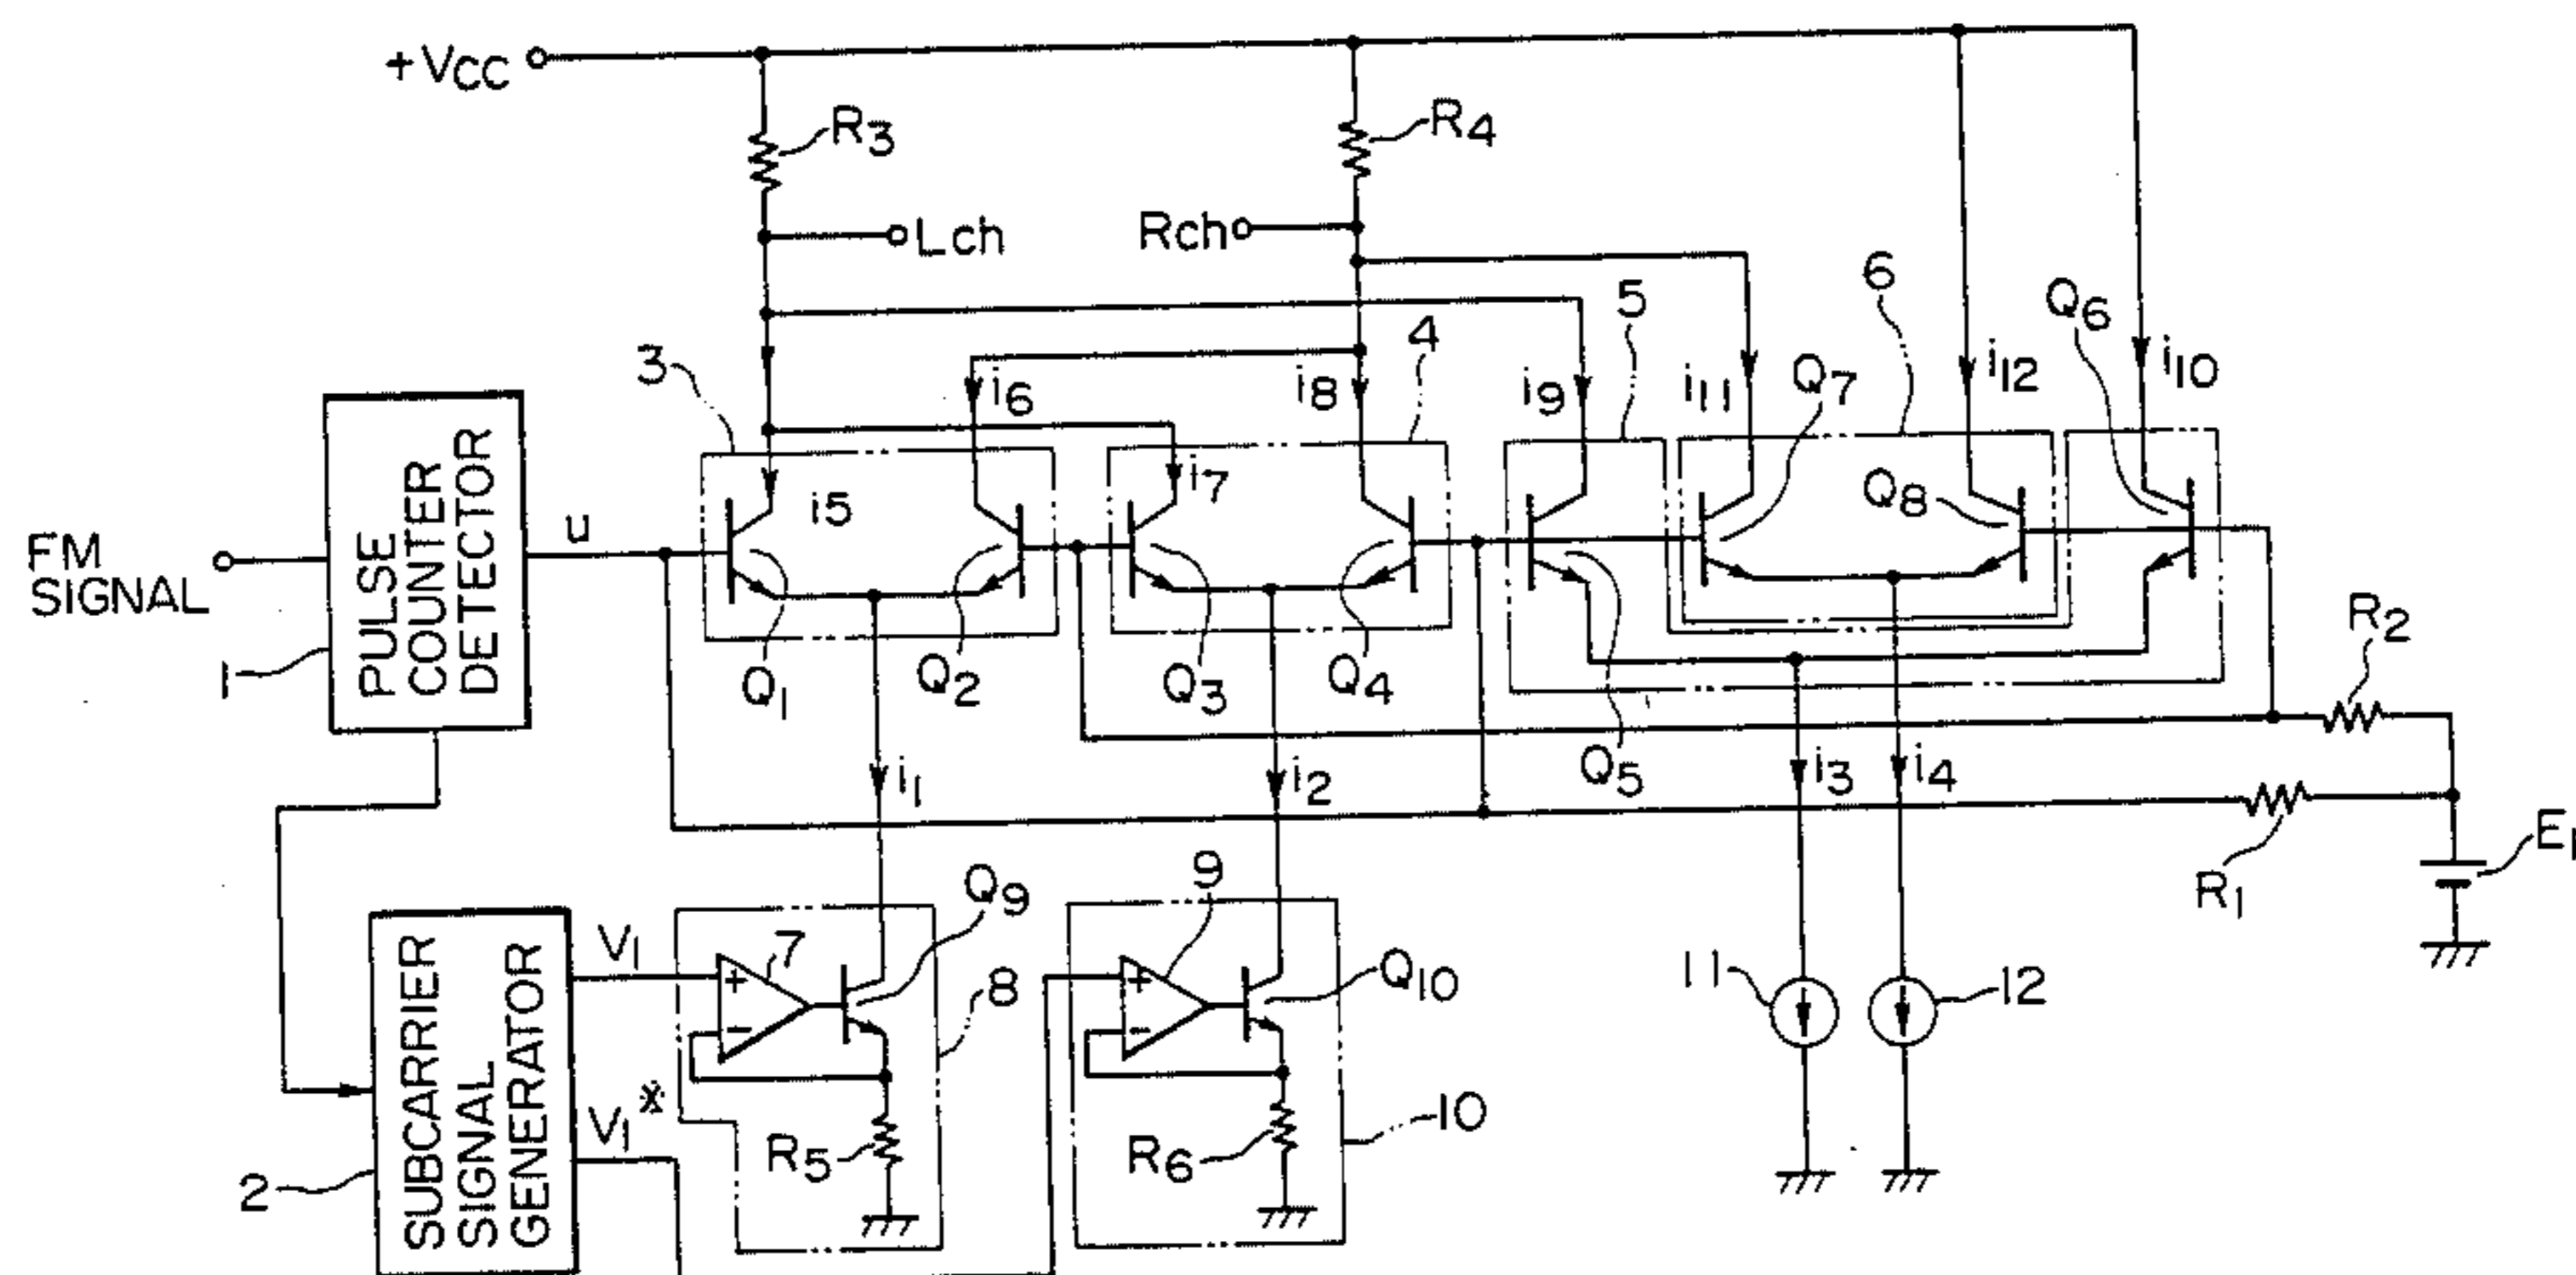 +VCC
R3
R4
Lch
Rch
6
5
Q6
4
3
i6
i8
i9
i11
Q7
i12
i10
PULSE COUNTER DETECTOR
i5
i7
Q8
u
FM
SIGNAL
R2
1
Q1
Q2
Q3
Q4
Q5
i1
i2
i3
i4
E1
R1
9
Q9
V1
7
+
-
8
+
-
Q10
11
12
SUBCARRIER SIGNAL GENERATOR
V1*
R5
R6
10
2